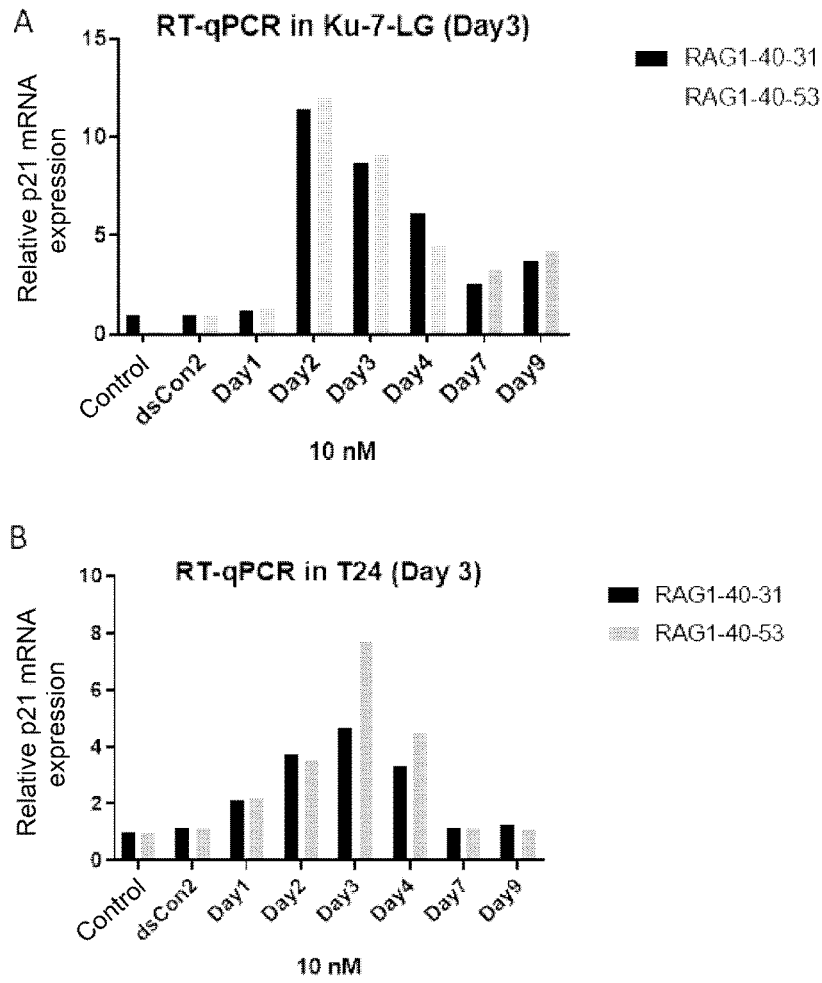 A
RT-qPCR in Ku-7-LG (Day3)
RAG1-40-31
RAG1-40-53
Relative p21 mRNA
expression
15
10
5
0
Control
dsCon2
Day1
Day2
Day3
Day4
Day7
Day9
10 nM
B
RT-qPCR in T24 (Day 3)
RAG1-40-31
RAG1-40-53
Relative p21 mRNA
expression
10
8
6
4
2
0
Control
dsCon2
Day1
Day2
Day3
Day4
Day7
Day9
10 nM